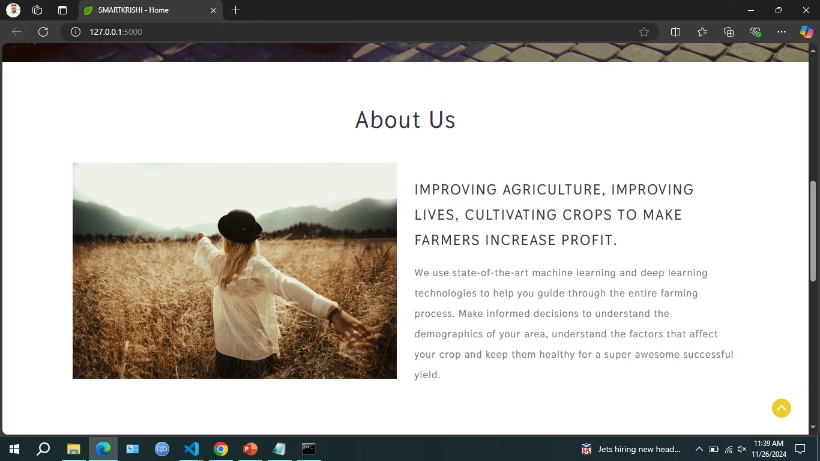 SMARTKRISHI - Home
127.0.0.1:5000
About Us
IMPROVING AGRICULTURE, IMPROVING
LIVES, CULTIVATING CROPS TO MAKE
FARMERS INCREASE PROFIT.
We use state-of-the-art machine learning and deep learning
technologies to help you guide through the entire farming
process. Make informed decisions to understand the
demographics of your area, understand the factors that affect
your crop and keep them healthy for a super awesome successful
yield.
Jets hiring new head...
11:39 AM
11/26/2024